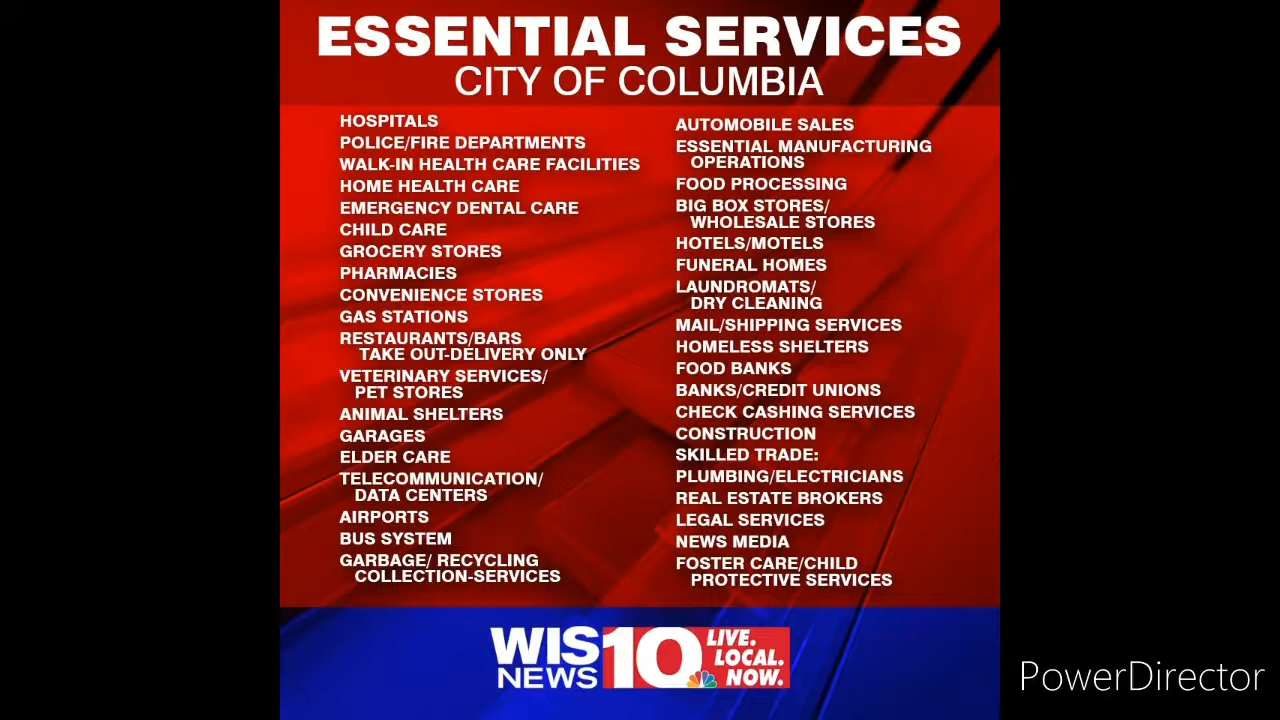 ESSENTIAL SERVICES
CITY OF COLUMBIA
HOSPITALS
POLICE/FIRE DEPARTMENTS
WALK-IN HEALTH CARE FACILITIES
HOME HEALTH CARE
EMERGENCY DENTAL CARE
CHILD CARE
GROCERY STORES
PHARMACIES
CONVENIENCE STORES
GAS STATIONS
RESTAURANTS/BARS
TAKE OUT-DELIVERY ONLY
VETERINARY SERVICES/
PET STORES
ANIMAL SHELTERS
GARAGES
ELDER CARE
TELECOMMUNICATION/
DATA CENTERS
AIRPORTS
BUS SYSTEM
GARBAGE/ RECYCLING
COLLECTION-SERVICES
AUTOMOBILE SALES
ESSENTIAL MANUFACTURING
OPERATIONS
FOOD PROCESSING
BIG BOX STORES/
WHOLESALE STORES
HOTELS/MOTELS
FUNERAL HOMES
LAUNDROMATS/
DRY CLEANING
MAIL/SHIPPING SERVICES
HOMELESS SHELTERS
FOOD BANKS
BANKS/CREDIT UNIONS
CHECK CASHING SERVICES
CONSTRUCTION
SKILLED TRADE:
PLUMBING/ELECTRICIANS
REAL ESTATE BROKERS
LEGAL SERVICES
NEWS MEDIA
FOSTER CARE/CHILD
PROTECTIVE SERVICES
WIS
NEWS
10
LIVE.
LOCAL.
NOW.
PowerDirector